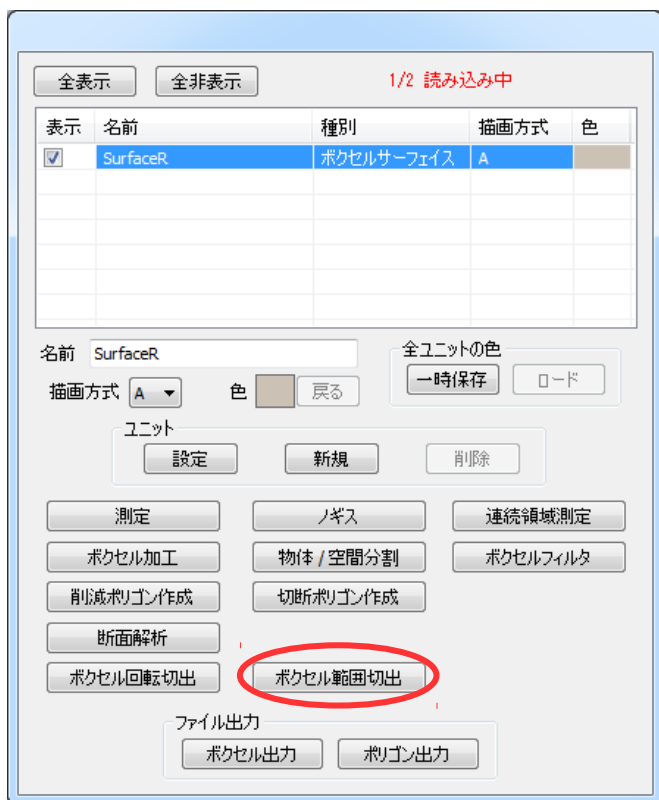 全表示 全非表示 1/2 読み込み中
表示 名前 種別 描画方式 色
SurfaceR ボクセルサーフェイス A
名前 SurfaceR 全ユニットの色
描画方式 A 色 戻る 一時保存 ロード
ユニット
設定 新規 削除
測定 ノギス 連続領域測定
ボクセル加工 物体 / 空間分割 ボクセルフィルタ
削減ポリゴン作成 切断ポリゴン作成
断面解析
ボクセル回転切出 ボクセル範囲切出
ファイル出力
ボクセル出力 ポリゴン出力